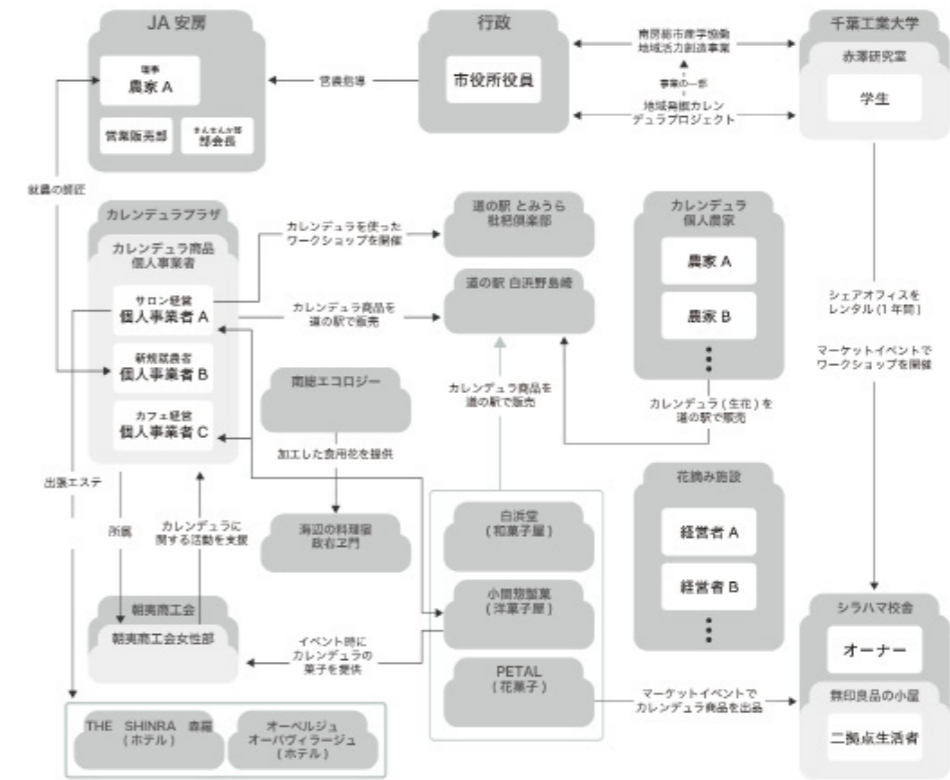 JA 安房
理事
農家 A
営業販売部
きんせんか部
部会長
営農指導
行政
市役所役員
南房総市産学協働
地域活力創造事業
事業の一部
地域発掘カレン
デュラプロジェクト
千葉工業大学
赤澤研究室
学生
就農の師匠
カレンデュラプラザ
カレンデュラ商品
個人事業者
サロン経営
個人事業者 A
新規就農者
個人事業者 B
カフェ経営
個人事業者 C
カレンデュラを使った
ワークショップを開催
カレンデュラ商品を
道の駅で販売
道の駅 とみうら
枇杷倶楽部
道の駅 白浜野島崎
カレンデュラ
個人農家
農家 A
農家 B
シェアオフィスを
レンタル (1 年間)
マーケットイベントで
ワークショップを開催
南総エコロジー
カレンデュラ商品を
道の駅で販売
カレンデュラ ( 生花 ) を
道の駅で販売
加工した食用花を提供
出張エステ
所属
カレンデュラに
関する活動を支援
海辺の料理宿
政右ヱ門
白浜堂
( 和菓子屋 )
花摘み施設
経営者 A
経営者 B
小間惣製菓
( 洋菓子屋 )
朝夷商工会
朝夷商工会女性部
イベント時に
カレンデュラの
菓子を提供
PETAL
( 花菓子 )
マーケットイベントで
カレンデュラ商品を出品
シラハマ校舎
オーナー
無印良品の小屋
二拠点生活者
THE SHINRA 森羅
( ホテル )
オーベルジュ
オーパヴィラージュ
( ホテル )